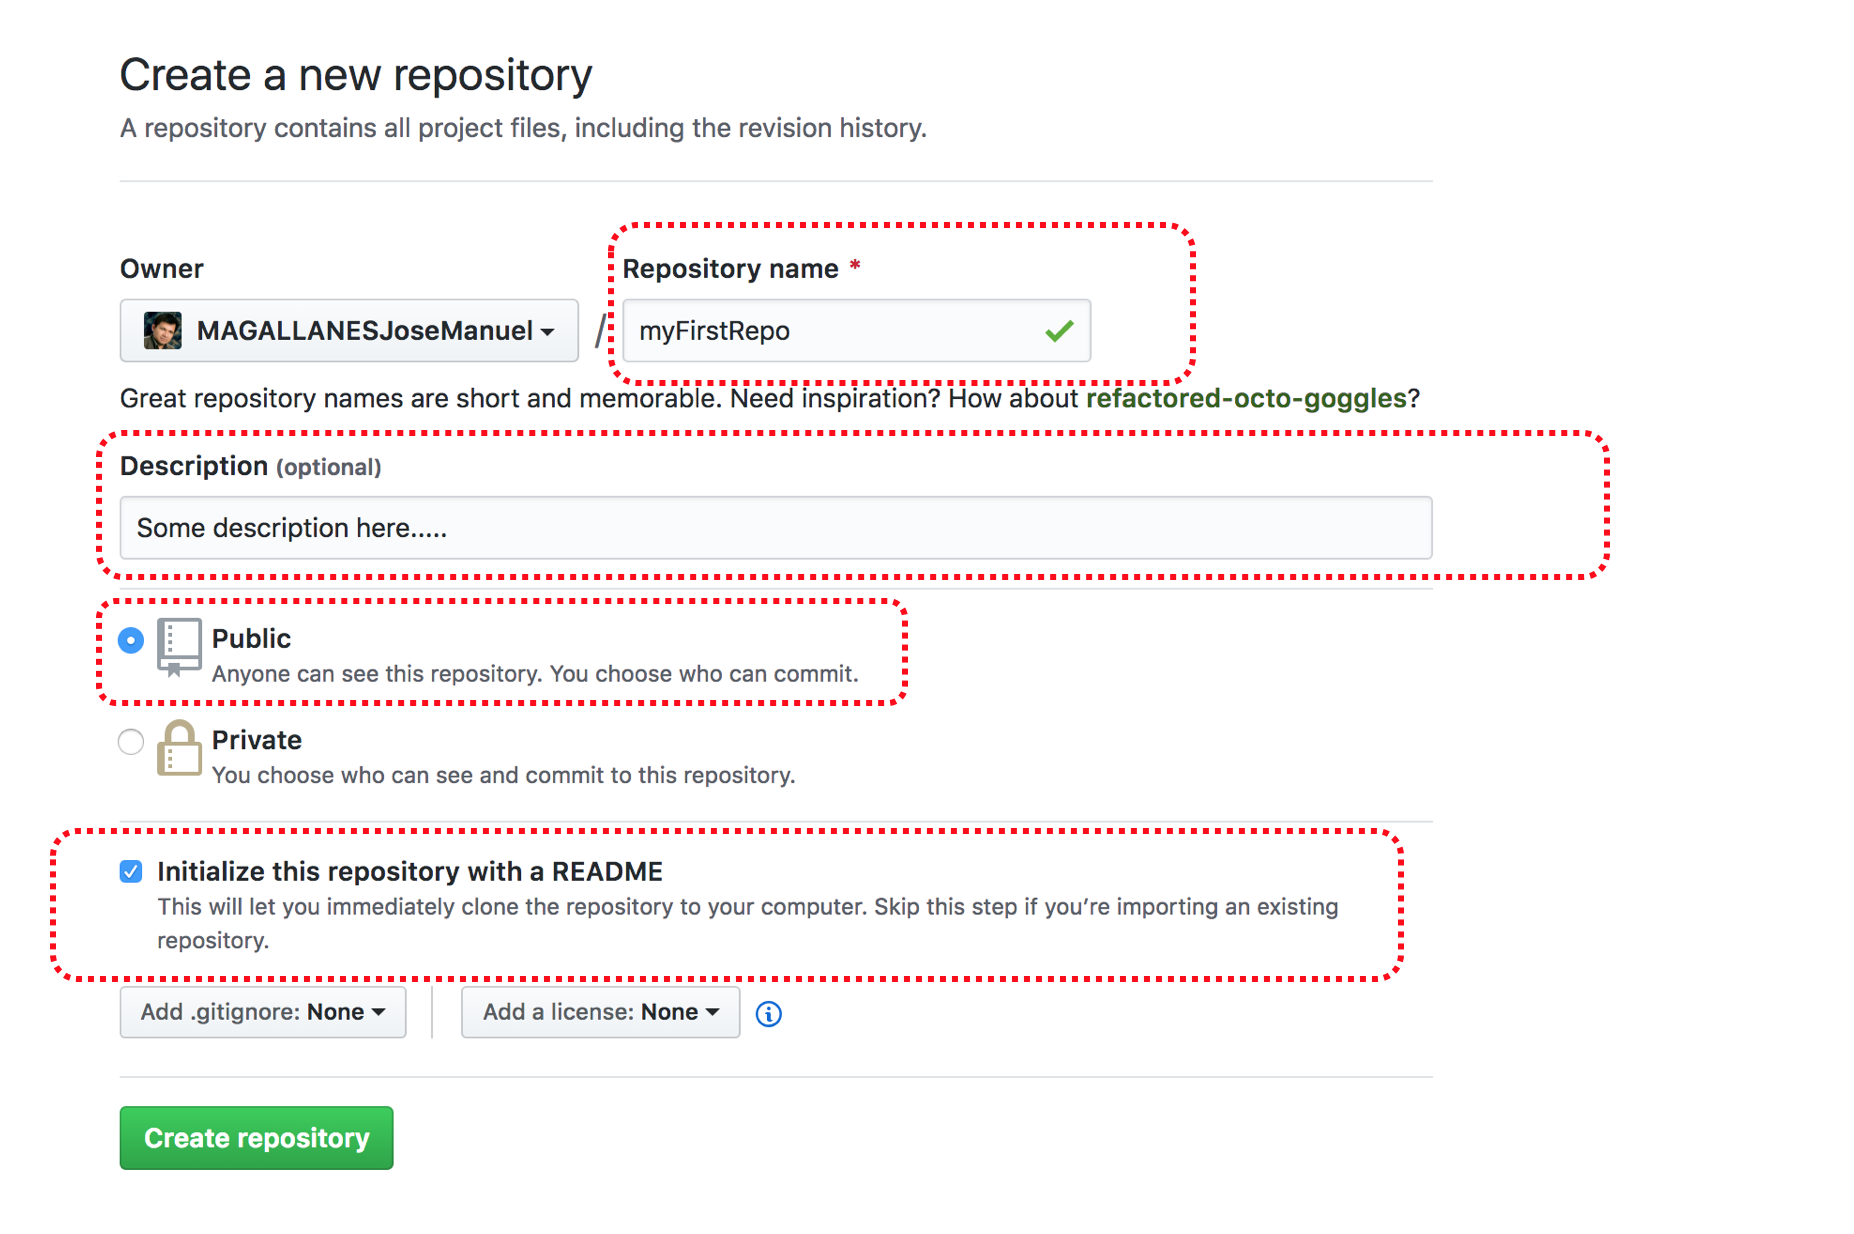 Create a new repository
A repository contains all project files, including the revision history.
Owner
Repository name *
MAGALLANESJoseManuel
/
myFirstRepo
Great repository names are short and memorable. Need inspiration? How about refactored-octo-goggles?
Description (optional)
Some description here.....
Public
Anyone can see this repository. You choose who can commit.
Private
You choose who can see and commit to this repository.
Initialize this repository with a README
This will let you immediately clone the repository to your computer. Skip this step if you’re importing an existing
repository.
Add .gitignore: None
Add a license: None
Create repository